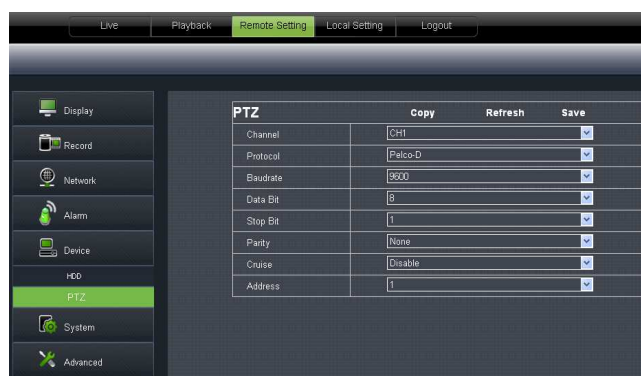 Live Playback Remote Setting Local Setting Logout
Display
Record
Network
Alarm
Device
HDD
PTZ
System
Advanced
PTZ Copy Refresh Save
Channel CH1
Protocol Pelco-D
Baudrate 9600
Data Bit 8
Stop Bit 1
Parity None
Cruise Disable
Address 1